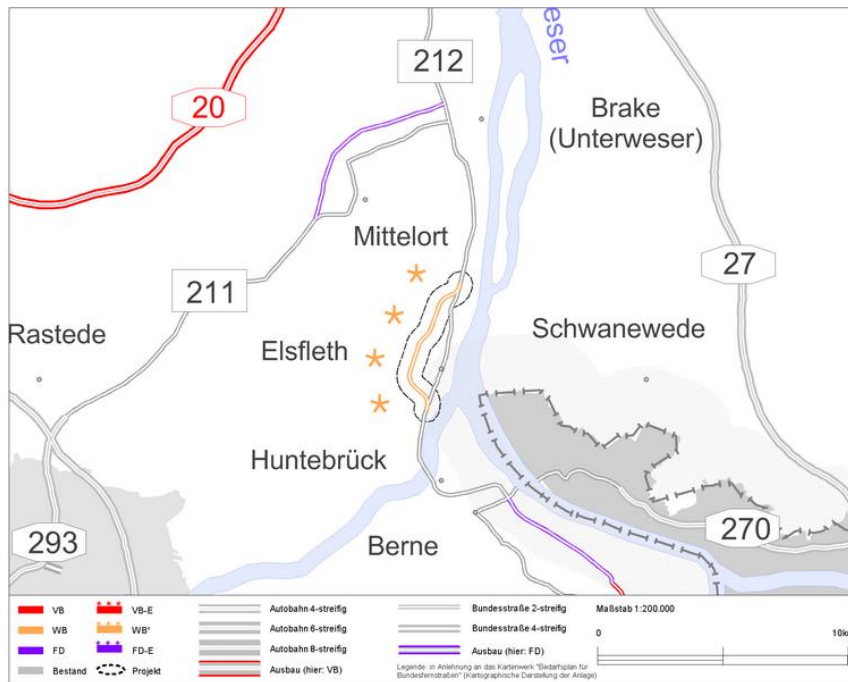 eser
212
20
Brake
(Unterweser)
Mittelort
27
211
Schwanewede
Rastede
Elsfleth
Huntebrück
293
270
Berne
VB
VB-E
Autobahn 4-streifig
Bundesstraße 2-streifig
Maßstab 1:200.000
WB
WB*
Autobahn 6-streifig
Bundesstraße 4-streifig
0
10k
FD
FD-E
Autobahn 8-streifig
Ausbau (hier: FD)
Bestand
Projekt
Ausbau (hier: VB)
Legende: in Anlehnung an das Kartenwerk "Bedarfsplan für
Bundesfernstraßen" (Kartographische Darstellung der Anlage)